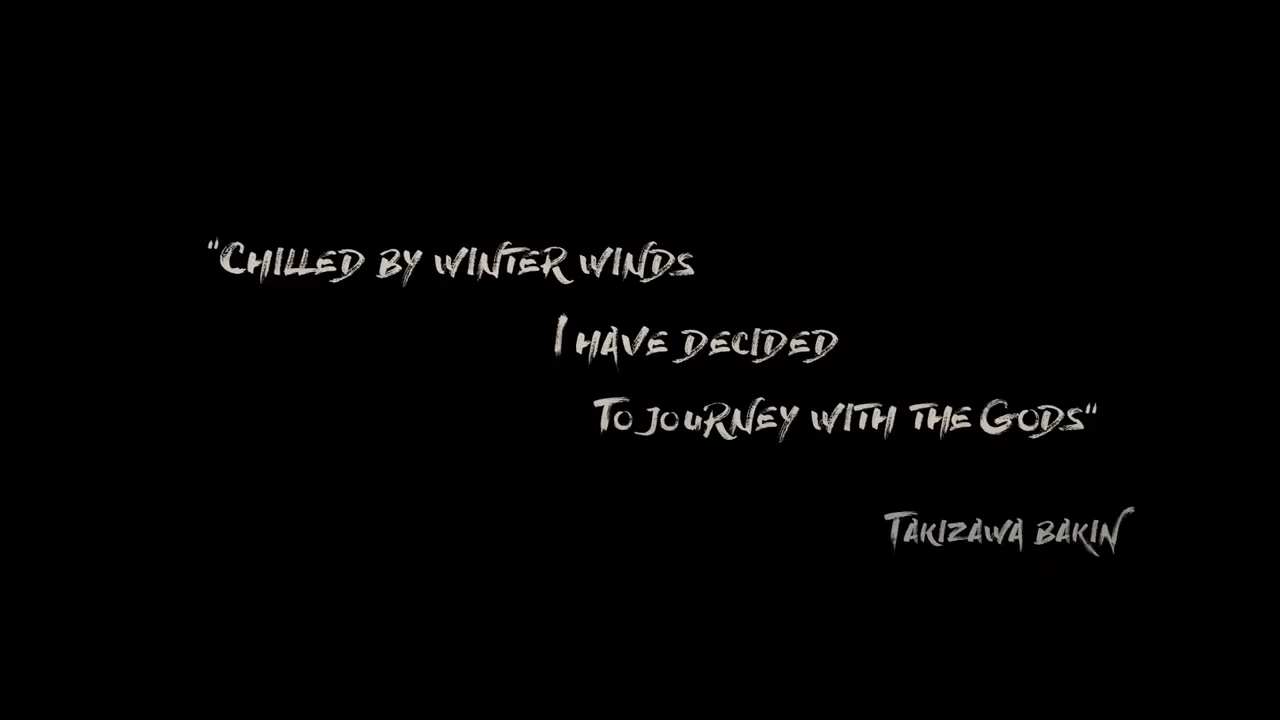 "Chilled by winter winds
I have decided
To journey with the Gods"
Takizawa Bakin